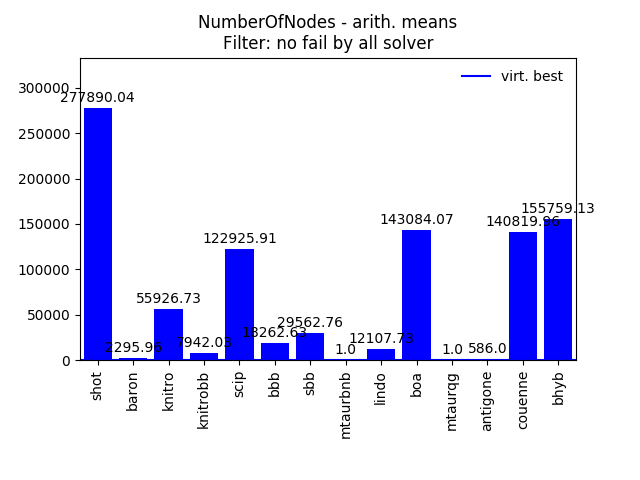 NumberOfNodes - arith. means
Filter: no fail by all solver
virt. best
300000
250000
200000
150000
100000
50000
0
277890.04
2295.96
55926.73
7942.03
122925.91
18262.63
29562.76
1.0
12107.73
143084.07
1.0
586.0
140819.96
155759.13
shot
baron
knitro
knitrobb
scip
bbb
sbb
mtaurbnb
lindo
boa
mtaurqg
antigone
couenne
bhyb